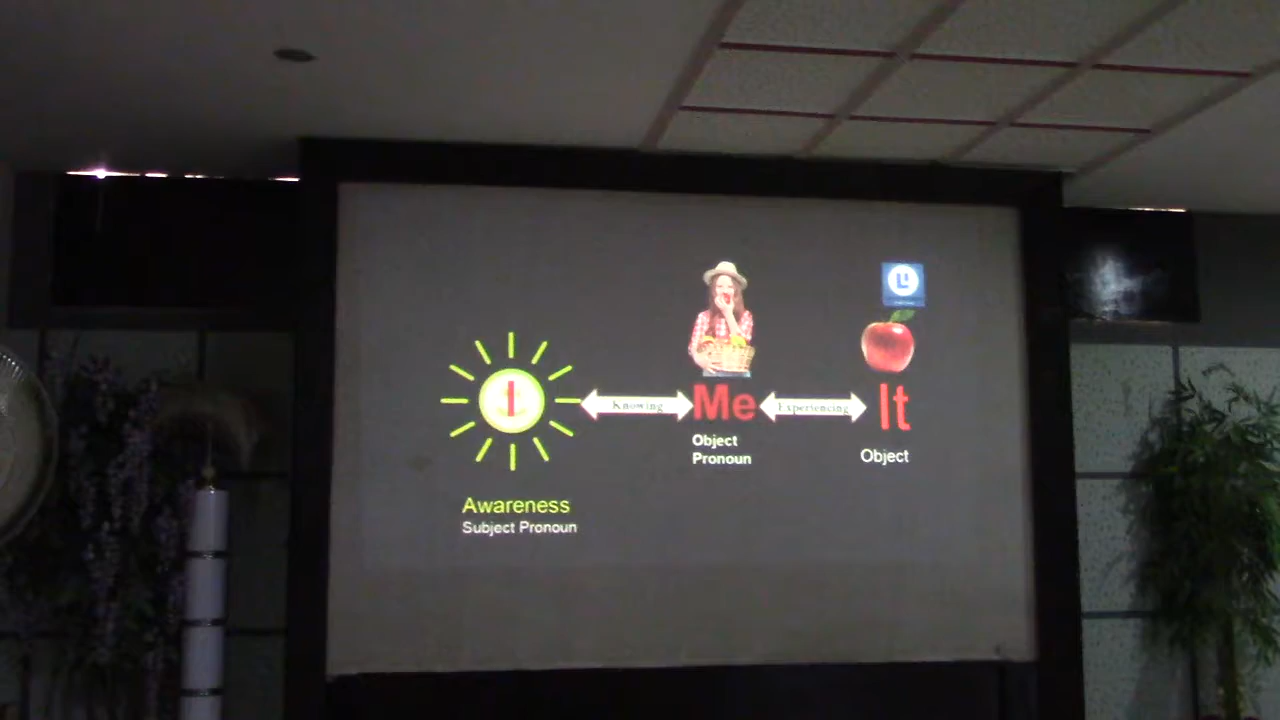 I
Knowing
Me
Experiencing
It
Object
Pronoun
Object
Awareness
Subject Pronoun